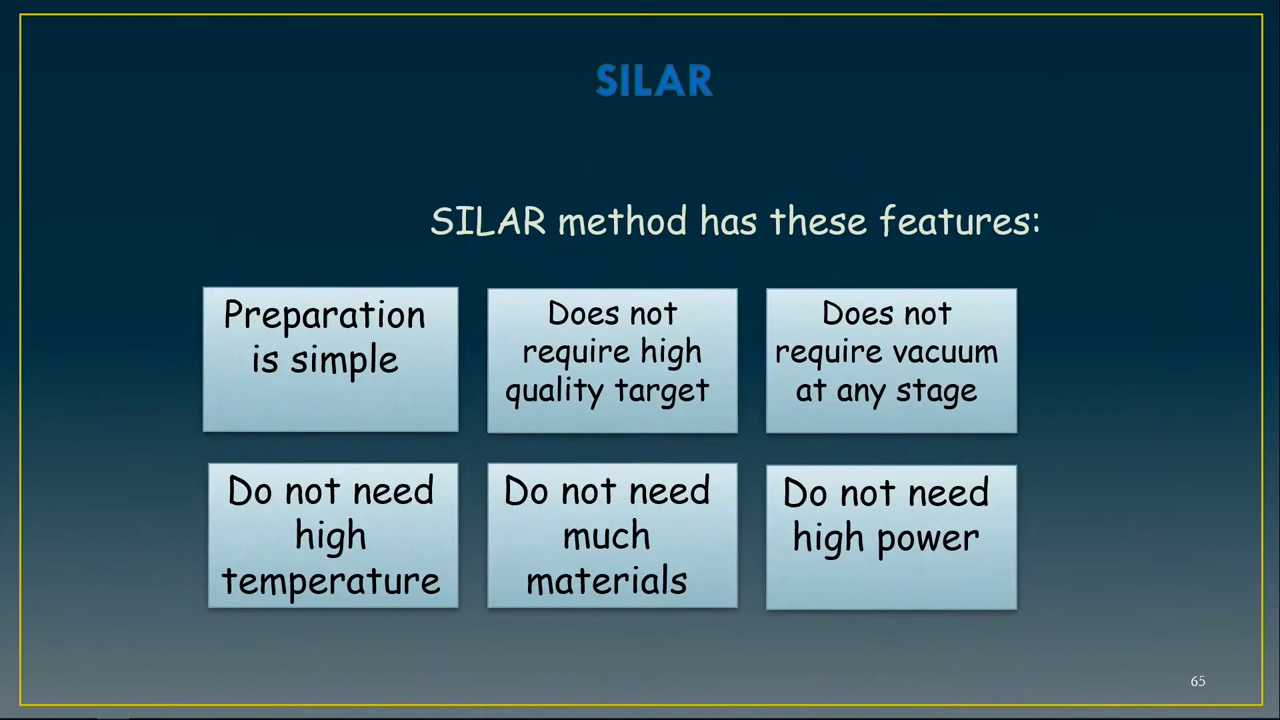 SILAR
SILAR method has these features:
Preparation
is simple
Does not
require high
quality target
Does not
require vacuum
at any stage
Do not need
high
temperature
Do not need
much
materials
Do not need
high power
65